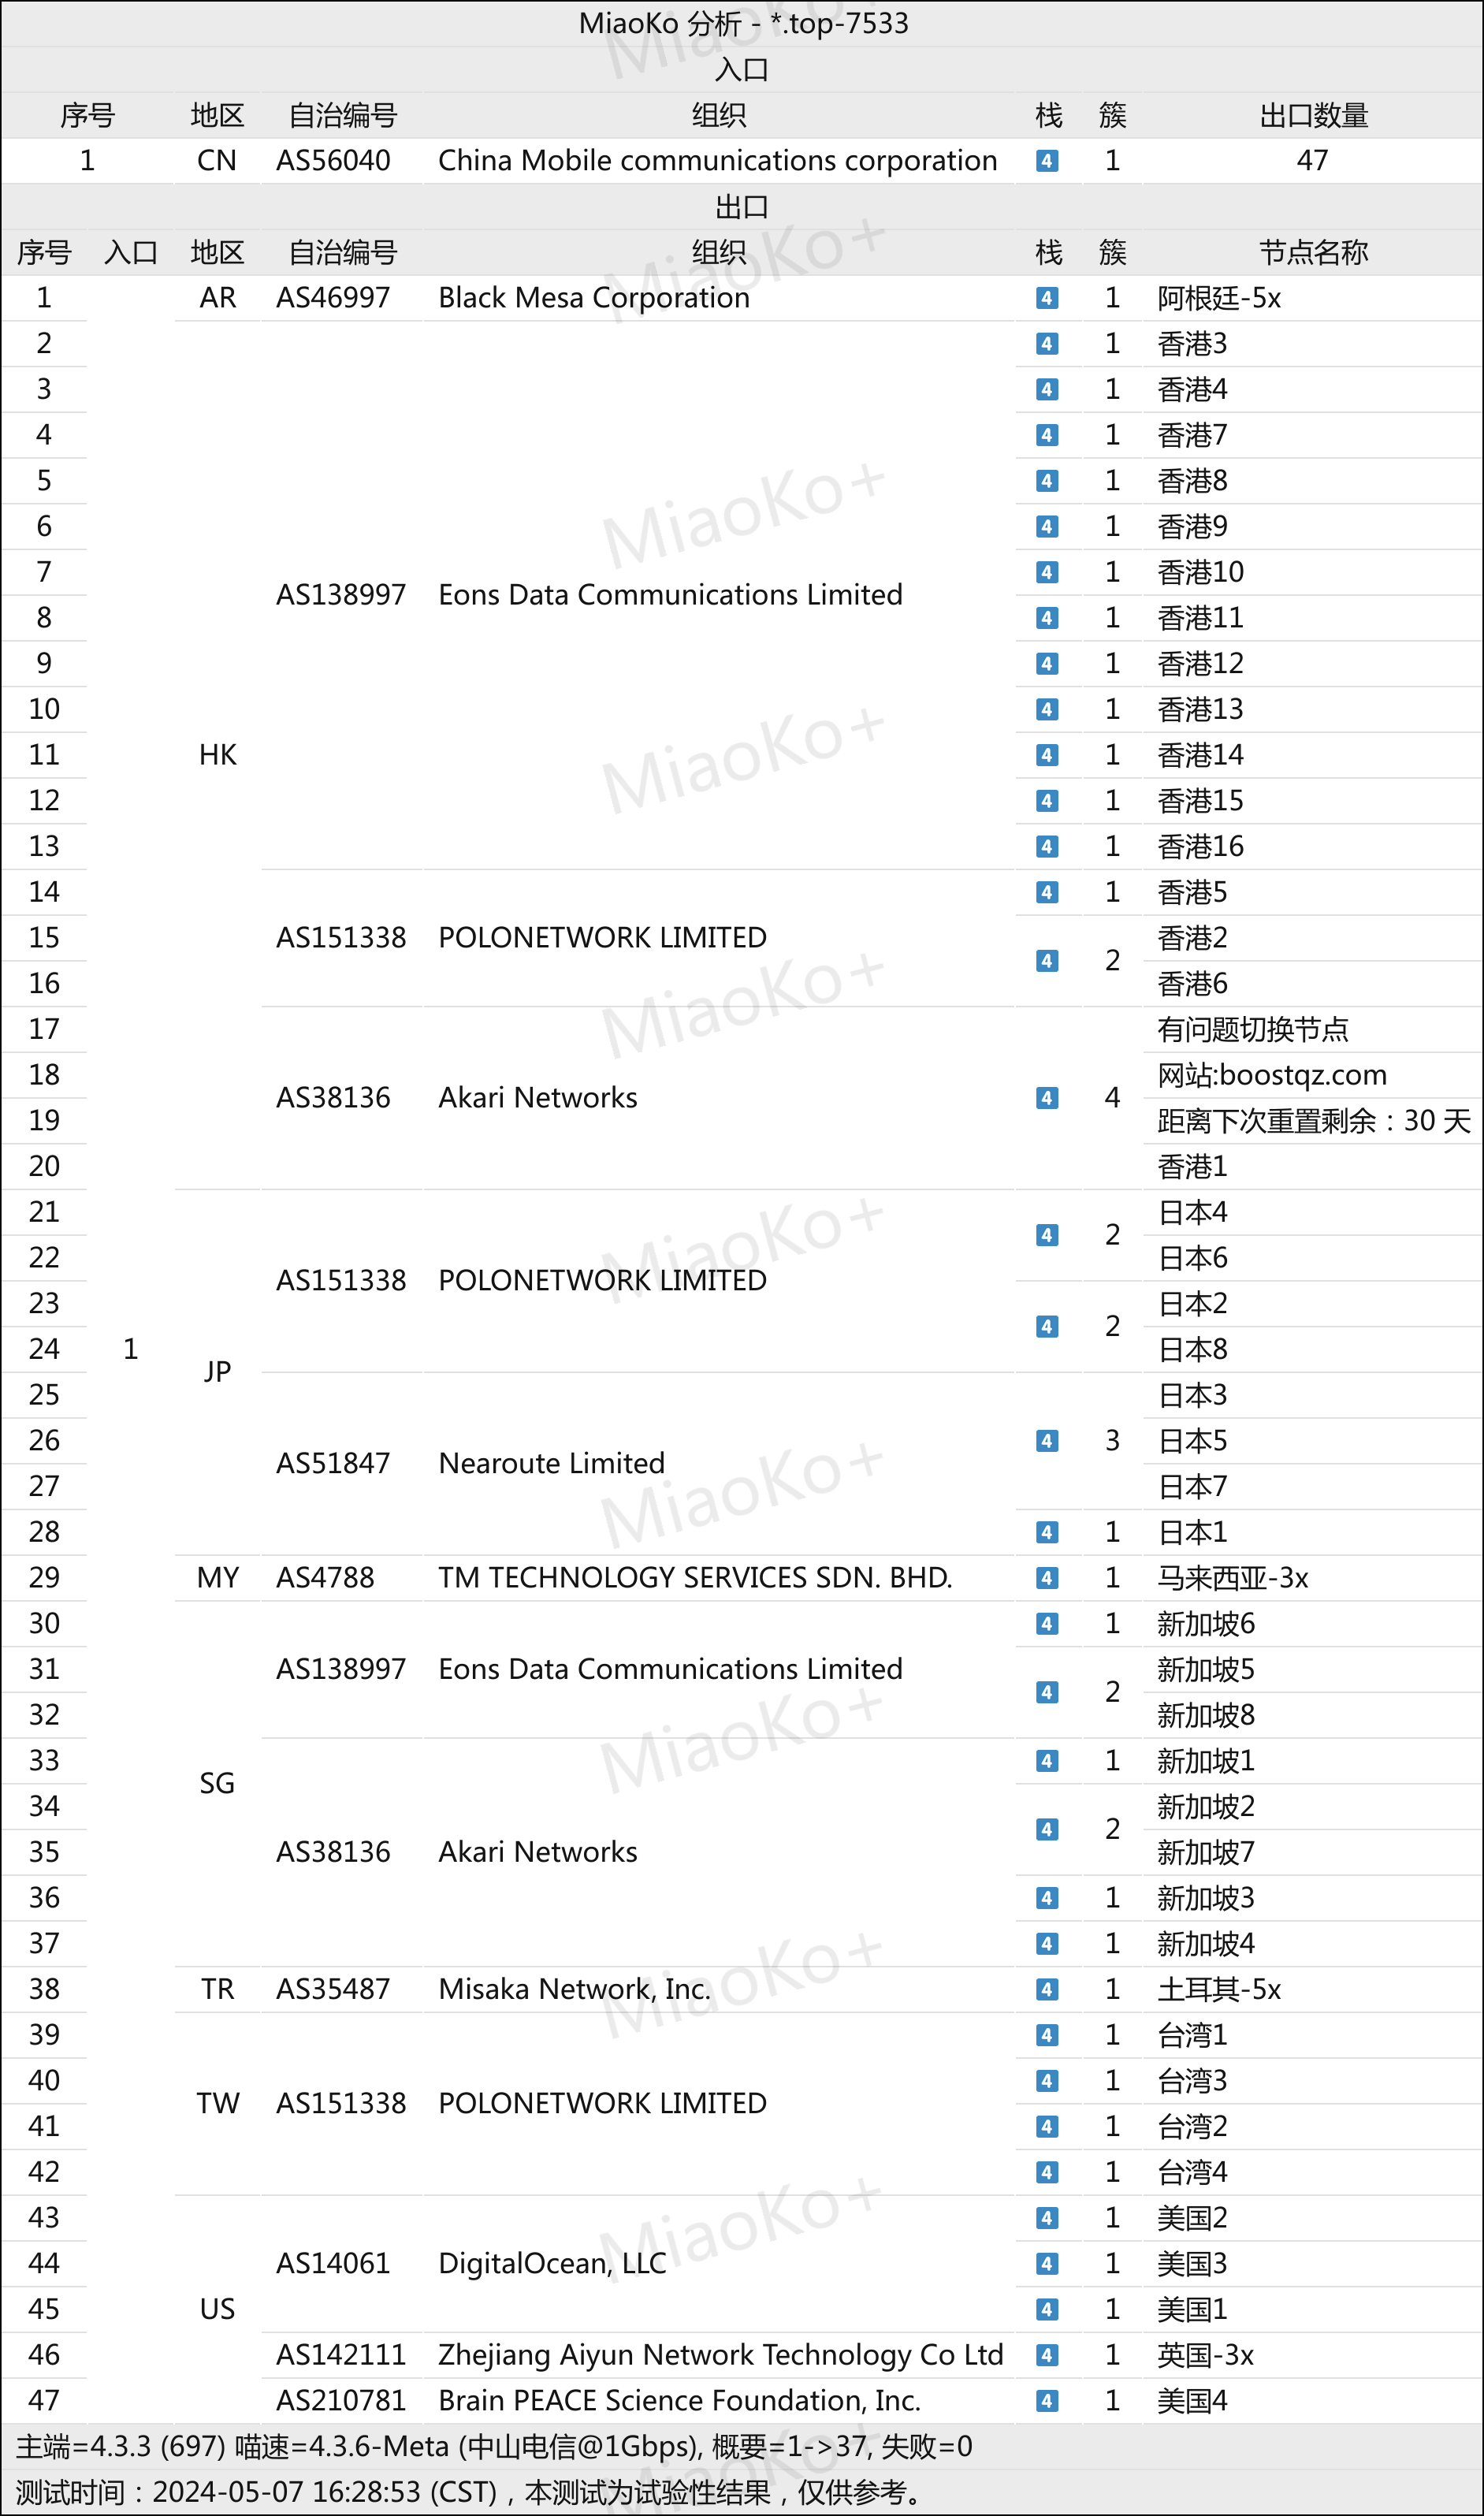 MiaoKo 分析 - *.top-7533
入口
序号 地区 自治编号 组织 栈 簇 出口数量
1 CN AS56040 China Mobile communications corporation 4 1 47
出口
序号 入口 地区 自治编号 组织 栈 簇 节点名称
1 AR AS46997 Black Mesa Corporation 4 1 阿根廷-5x
2 4 1 香港3
3 4 1 香港4
4 4 1 香港7
5 4 1 香港8
6 4 1 香港9
7 4 1 香港10
AS138997 Eons Data Communications Limited
8 4 1 香港11
9 4 1 香港12
10 4 1 香港13
11 HK 4 1 香港14
12 4 1 香港15
13 4 1 香港16
14 4 1 香港5
15 AS151338 POLONETWORK LIMITED 香港2
4 2
16 香港6
17 有问题切换节点
18 网站:boostqz.com
AS38136 Akari Networks 4 4
19 距离下次重置剩余：30 天
20 香港1
21 日本4
4 2
22 日本6
AS151338 POLONETWORK LIMITED
23 日本2
4 2
24 1 日本8
JP
25 日本3
26 4 3 日本5
AS51847 Nearoute Limited
27 日本7
28 4 1 日本1
29 MY AS4788 TM TECHNOLOGY SERVICES SDN. BHD. 4 1 马来西亚-3x
30 4 1 新加坡6
31 AS138997 Eons Data Communications Limited 新加坡5
4 2
32 新加坡8
33 4 1 新加坡1
SG
34 新加坡2
4 2
35 AS38136 Akari Networks 新加坡7
36 4 1 新加坡3
37 4 1 新加坡4
38 TR AS35487 Misaka Network, Inc. 4 1 土耳其-5x
39 4 1 台湾1
40 4 1 台湾3
TW AS151338 POLONETWORK LIMITED
41 4 1 台湾2
42 4 1 台湾4
43 4 1 美国2
44 AS14061 DigitalOcean, LLC 4 1 美国3
45 US 4 1 美国1
46 AS142111 Zhejiang Aiyun Network Technology Co Ltd 4 1 英国-3x
47 AS210781 Brain PEACE Science Foundation, Inc. 4 1 美国4
主端=4.3.3 (697) 喵速=4.3.6-Meta (中山电信@1Gbps), 概要=1->37, 失败=0
测试时间：2024-05-07 16:28:53 (CST)，本测试为试验性结果，仅供参考。
MiaoKo+
MiaoKo+
MiaoKo+
MiaoKo+
MiaoKo+
MiaoKo+
MiaoKo+
MiaoKo+
MiaoKo+
MiaoKo+
MiaoKo+